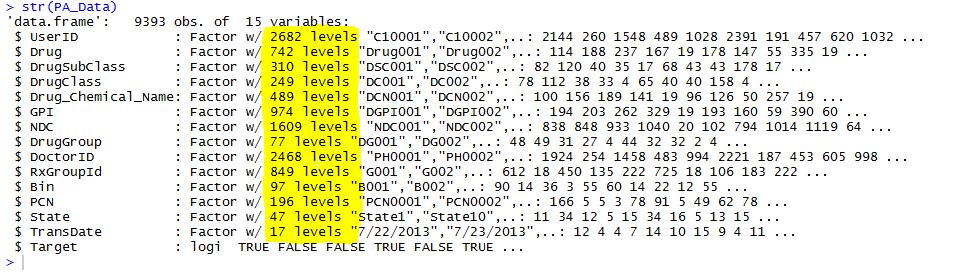 > str(PA_Data)
'data.frame':   9393 obs. of  15 variables:
 $ UserID            : Factor w/ 2682 levels "C10001","C10002",..: 2144 260 1548 489 1028 2391 191 457 620 1032 ...
 $ Drug              : Factor w/ 742 levels "Drug001","Drug002",..: 114 188 237 167 19 178 147 55 335 19 ...
 $ DrugSubClass      : Factor w/ 310 levels "DSC001","DSC002",..: 82 120 40 35 17 68 43 43 178 17 ...
 $ DrugClass         : Factor w/ 249 levels "DC001","DC002",..: 78 112 38 33 4 65 40 40 158 4 ...
 $ Drug_Chemical_Name: Factor w/ 489 levels "DCN001","DCN002",..: 100 156 189 141 19 96 126 50 257 19 ...
 $ GPI               : Factor w/ 974 levels "DGPI001","DGPI002",..: 194 203 262 329 19 193 160 59 390 60 ...
 $ NDC               : Factor w/ 1609 levels "NDC001","NDC002",..: 838 848 933 1040 20 102 794 1014 1119 64 ...
 $ DrugGroup         : Factor w/ 77 levels "DG001","DG002",..: 48 49 31 27 4 44 32 32 2 4 ...
 $ DoctorID          : Factor w/ 2468 levels "PH0001","PH0002",..: 1924 254 1458 483 994 2221 187 453 605 998 ...
 $ RxGroupId         : Factor w/ 849 levels "G001","G002",..: 612 18 450 135 222 725 18 106 183 222 ...
 $ Bin               : Factor w/ 97 levels "B001","B002",..: 90 14 36 3 55 60 14 22 12 55 ...
 $ PCN               : Factor w/ 196 levels "PCN0001","PCN0002",..: 166 5 5 3 78 91 5 49 62 78 ...
 $ State             : Factor w/ 47 levels "State1","State10",..: 11 34 12 5 15 34 16 5 13 15 ...
 $ TransDate         : Factor w/ 17 levels "7/22/2013","7/23/2013",..: 12 4 4 7 14 10 15 9 4 11 ...
 $ Target            : logi  TRUE FALSE FALSE TRUE FALSE TRUE ...
>